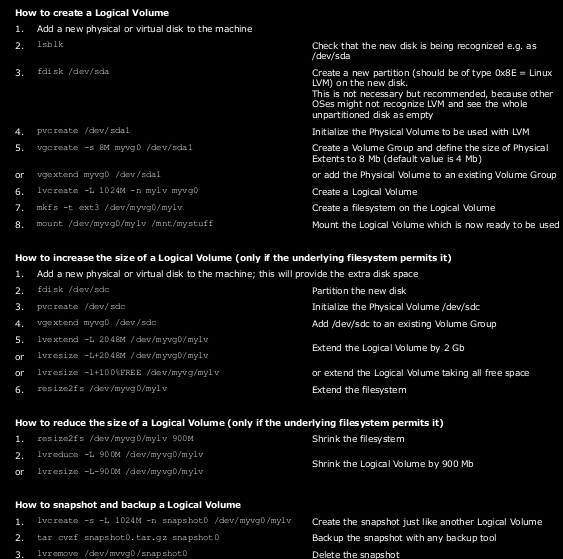 How to create a Logical Volume
1. Add a new physical or virtual disk to the machine
2. lsblk Check that the new disk is being recognized e.g. as
/dev/sda
3. fdisk /dev/sda Create a new partition (should be of type 0x8E = Linux
LVM) on the new disk.
This is not necessary but recommended, because other
OSes might not recognize LVM and see the whole
unpartitioned disk as empty
4. pvcreate /dev/sda1 Initialize the Physical Volume to be used with LVM
5. vgcreate -s 8M myvg0 /dev/sda1 Create a Volume Group and define the size of Physical
Extents to 8 Mb (default value is 4 Mb)
or vgextend myvg0 /dev/sda1 or add the Physical Volume to an existing Volume Group
6. lvcreate -L 1024M -n mylv myvg0 Create a Logical Volume
7. mkfs -t ext3 /dev/myvg0/mylv Create a filesystem on the Logical Volume
8. mount /dev/myvg0/mylv /mnt/mystuff Mount the Logical Volume which is now ready to be used
How to increase the size of a Logical Volume (only if the underlying filesystem permits it)
1. Add a new physical or virtual disk to the machine; this will provide the extra disk space
2. fdisk /dev/sdc Partition the new disk
3. pvcreate /dev/sdc Initialize the Physical Volume /dev/sdc
4. vgextend myvg0 /dev/sdc Add /dev/sdc to an existing Volume Group
5. lvextend -L 2048M /dev/myvg0/mylv
Extend the Logical Volume by 2 Gb
or lvresize -L+2048M /dev/myvg0/mylv
or lvresize -l+100%FREE /dev/myvg/mylv or extend the Logical Volume taking all free space
6. resize2fs /dev/myvg0/mylv Extend the filesystem
How to reduce the size of a Logical Volume (only if the underlying filesystem permits it)
1. resize2fs /dev/myvg0/mylv 900M Shrink the filesystem
2. lvreduce -L 900M /dev/myvg0/mylv
Shrink the Logical Volume by 900 Mb
or lvresize -L-900M /dev/myvg0/mylv
How to snapshot and backup a Logical Volume
1. lvcreate -s -L 1024M -n snapshot0 /dev/myvg0/mylv Create the snapshot just like another Logical Volume
2. tar cvzf snapshot0.tar.gz snapshot0 Backup the snapshot with any backup tool
3. lvremove /dev/mvvg0/snapshot0 Delete the snapshot